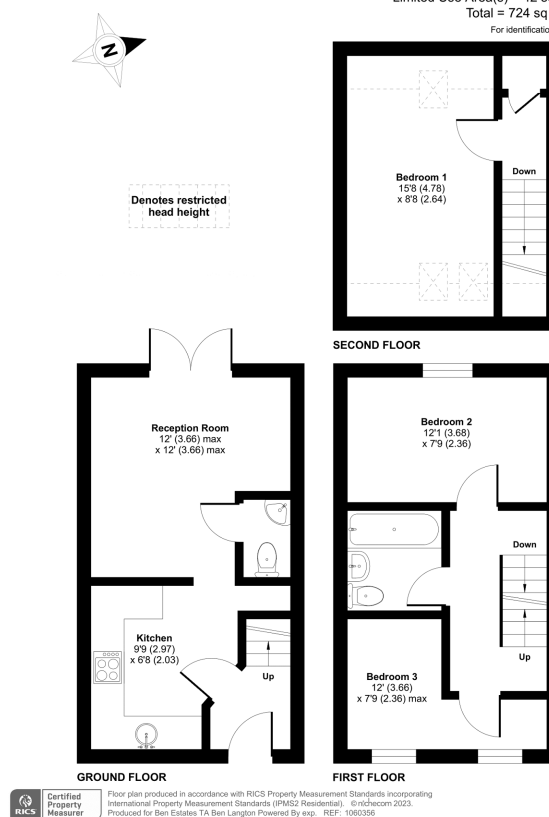 Limited Use Area(s) = 42 s
Total = 724 sq
For identificatio
N
Denotes restricted
head height
Bedroom 1
15'8 (4.78)
x 8'8 (2.64)
Down
SECOND FLOOR
Reception Room
12' (3.66) max
x 12' (3.66) max
Kitchen
9'9 (2.97)
x 6'8 (2.03)
Up
GROUND FLOOR
Bedroom 2
12'1 (3.68)
x 7'9 (2.36)
Down
Up
Bedroom 3
12' (3.66)
x 7'9 (2.36) max
FIRST FLOOR
RICS
Certified
Property
Measurer
Floor plan produced in accordance with RICS Property Measurement Standards incorporating
International Property Measurement Standards (IPMS2 Residential). © nichecom 2023.
Produced for Ben Estates TA Ben Langton Powered By exp. REF: 1060356